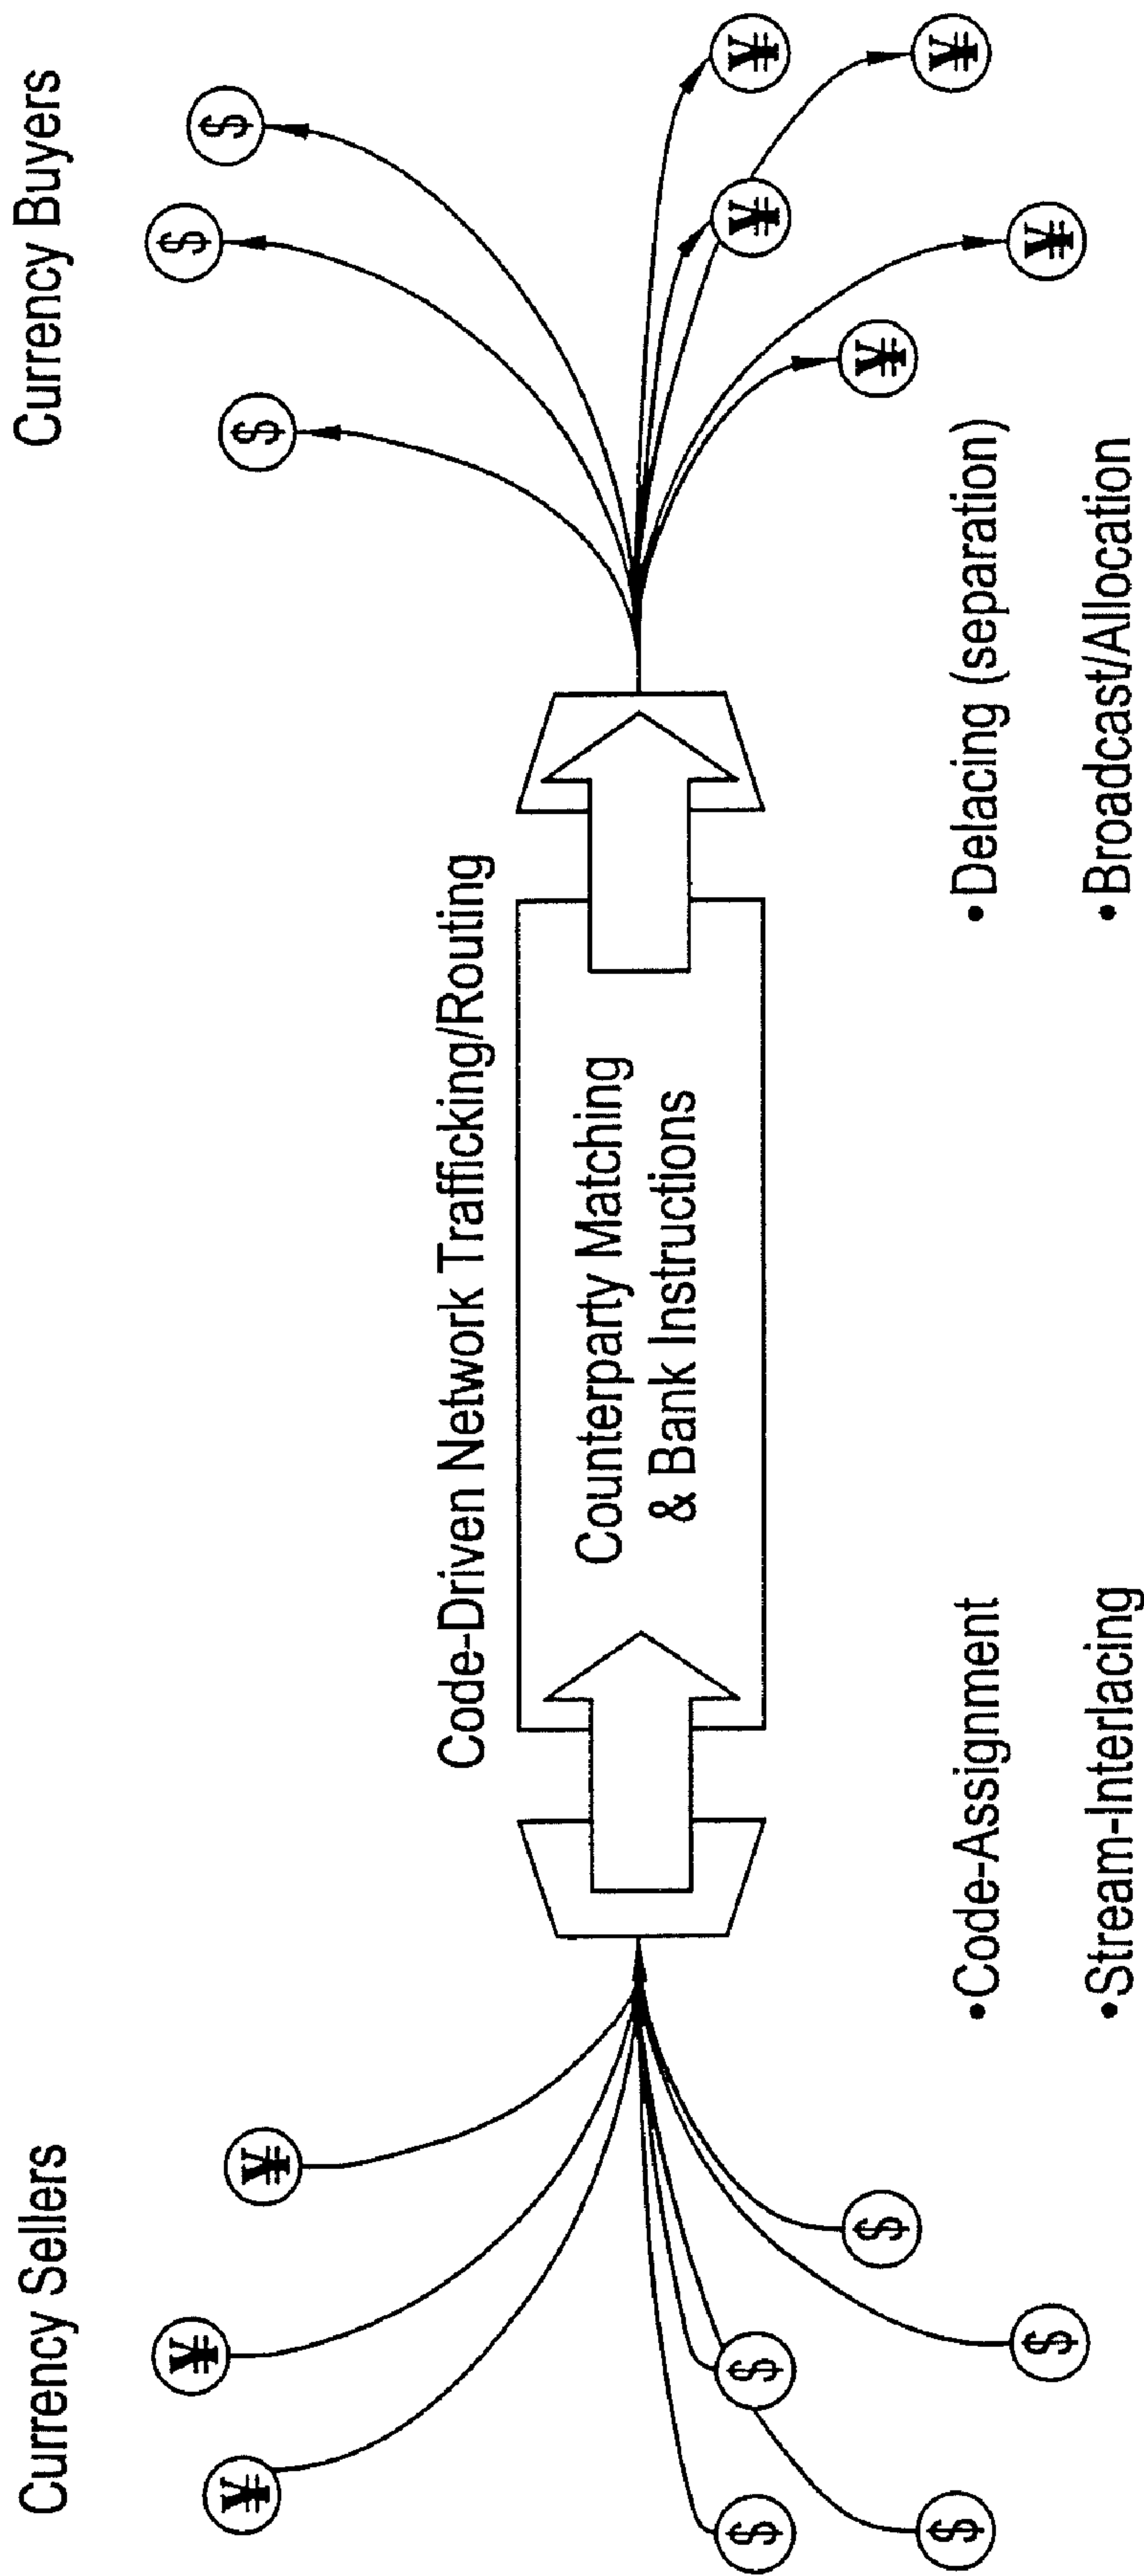 Currency Sellers
Currency Buyers
¥
¥
¥
$
$
$
$
$
$
$
$
¥
¥
¥
¥
¥
Code-Driven Network Trafficking/Routing
Counterparty Matching
& Bank Instructions
•Code-Assignment
•Stream-Interlacing
•Delacing (separation)
•Broadcast/Allocation